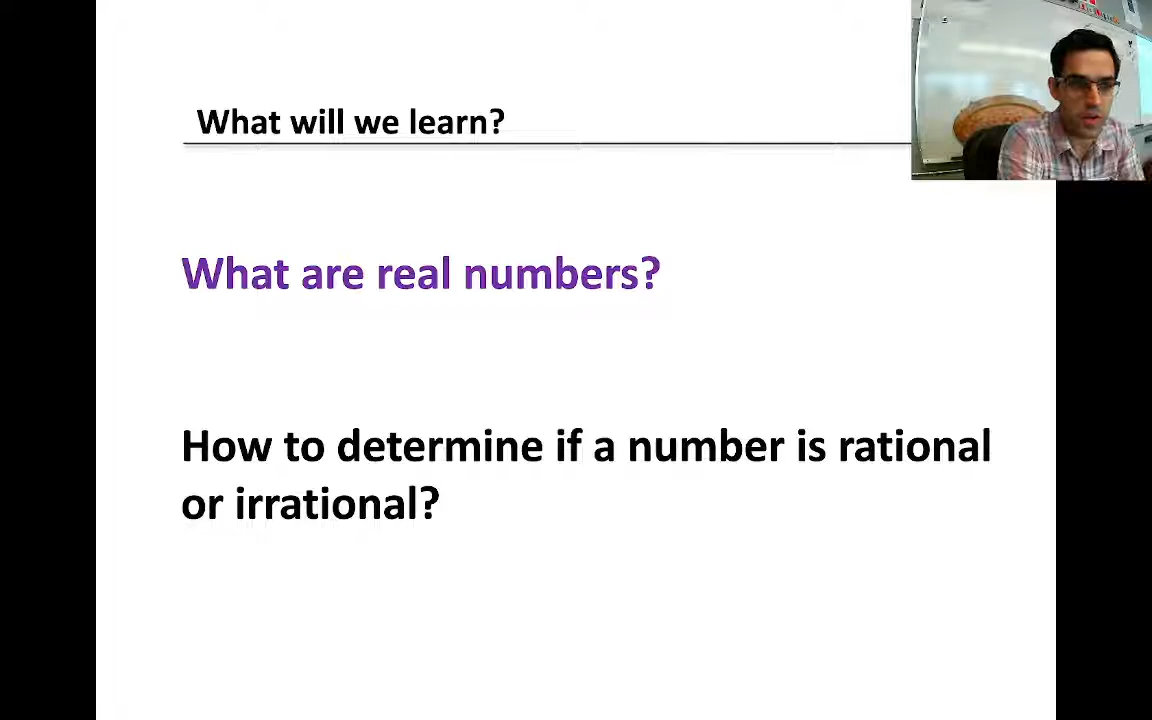 What will we learn?
What are real numbers?
How to determine if a number is rational
or irrational?